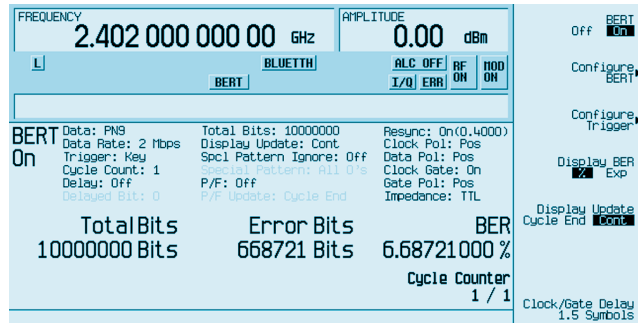 FREQUENCY
2.402 000 000 00 GHz
AMPLITUDE
0.00 dBm
L
BLUETTH
ALC OFF
RF ON
MOD ON
BERT
I/Q
ERR
BERT On
Data: PN9
Data Rate: 2 Mbps
Trigger: Key
Cycle Count: 1
Delay: Off
Delayed Bit: 0
Total Bits: 10000000
Display Update: Cont
Spcl Pattern Ignore: Off
Special Pattern: All 0's
P/F: Off
P/F Update: Cycle End
Resync: On(0.4000)
Clock Pol: Pos
Data Pol: Pos
Clock Gate: On
Gate Pol: Pos
Impedance: TTL
Total Bits
10000000 Bits
Error Bits
668721 Bits
BER
6.68721000 %
Cycle Counter
1 / 1
BERT
Off On
Configure
BERT
Configure
Trigger
Display BER
% Exp
Display Update
Cycle End Cont
Clock/Gate Delay
1.5 Symbols